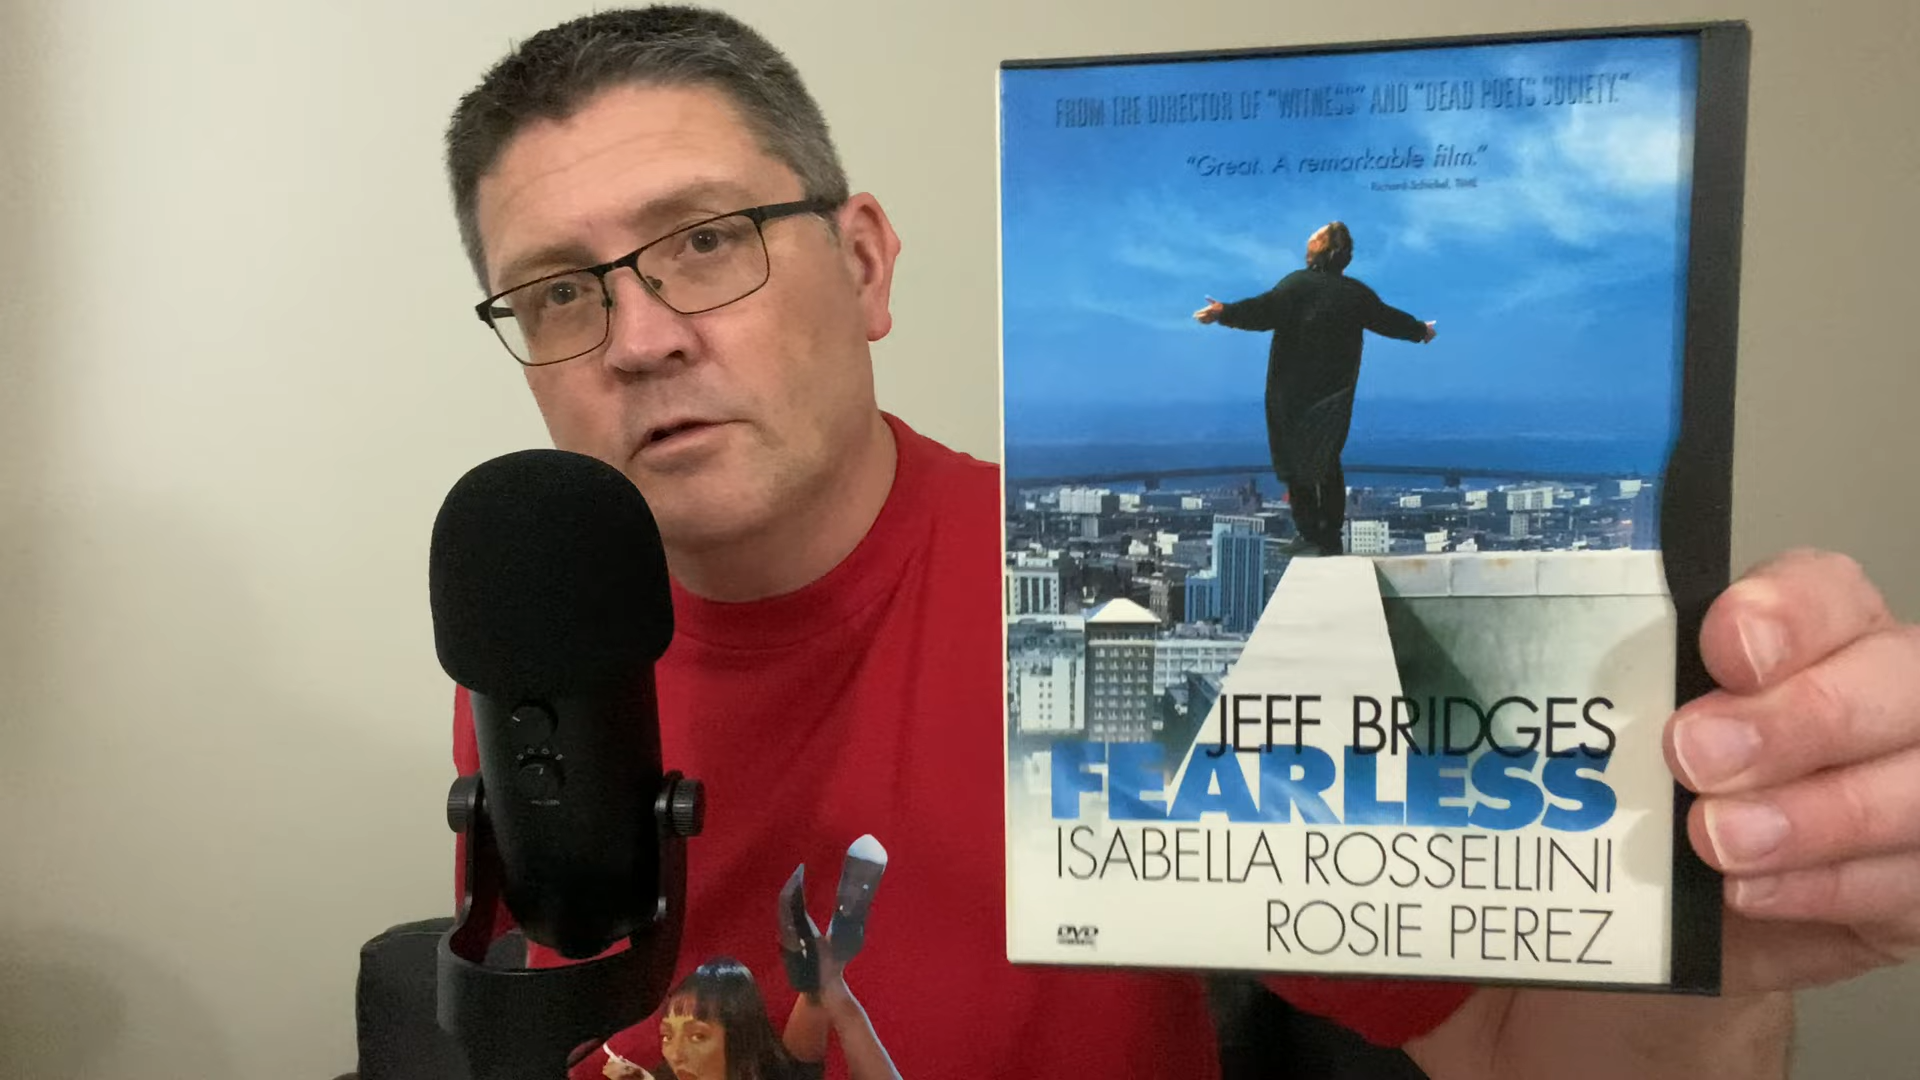 FROM THE DIRECTOR OF "WITNESS" AND "DEAD POETS SOCIETY."
"Great. A remarkable film."
Richard Schickel, TIME
JEFF BRIDGES
FEARLESS
ISABELLA ROSSELLINI
ROSIE PEREZ
DVD